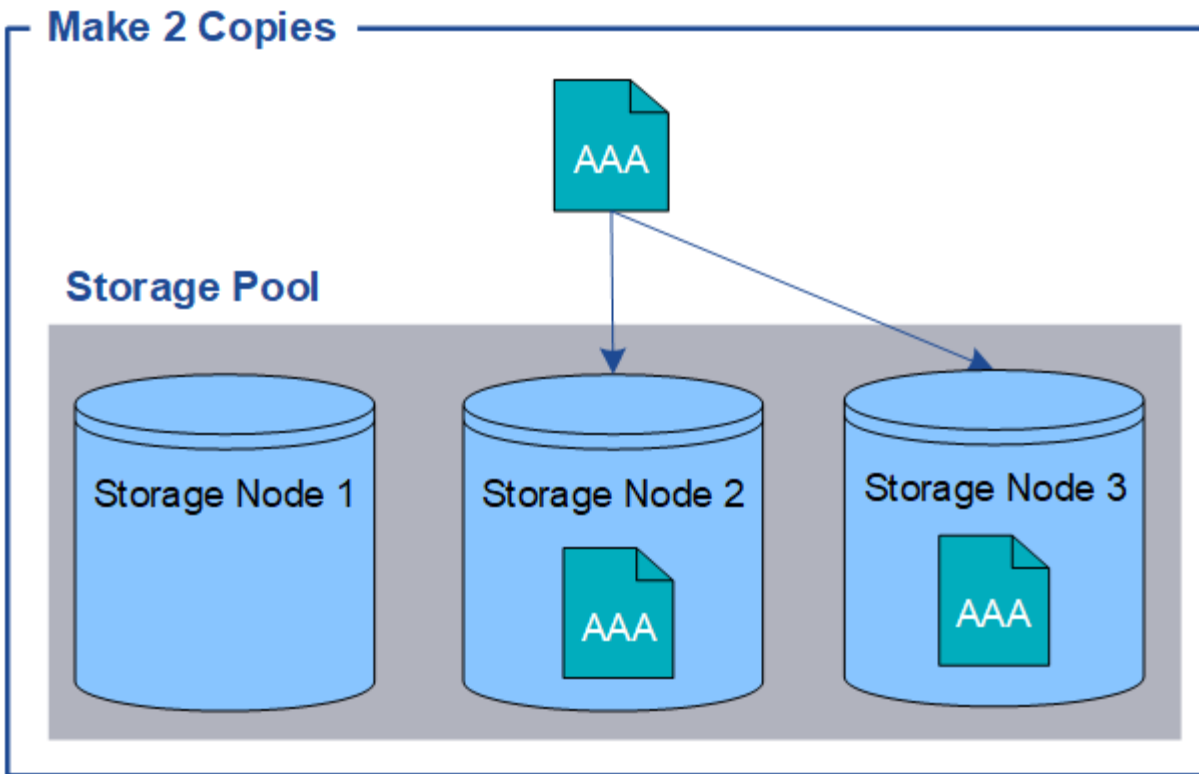 Make 2 Copies
AAA
Storage Pool
Storage Node 1
Storage Node 2
Storage Node 3
AAA
AAA